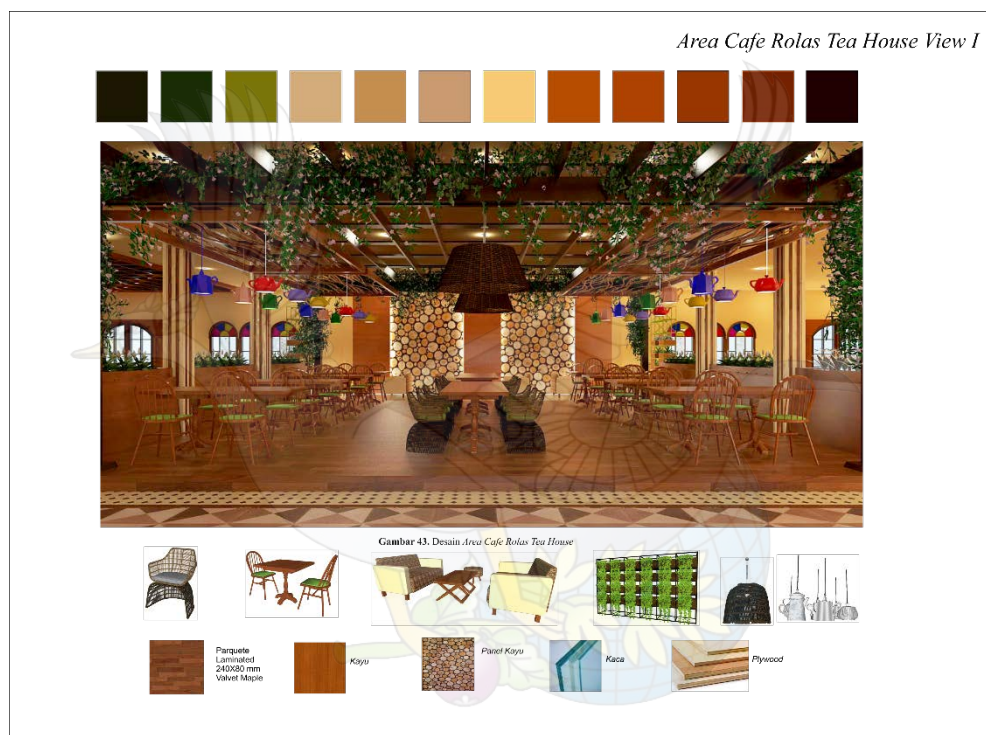 Area Cafe Rolas Tea House View I
Gambar 43. Desain Area Cafe Rolas Tea House
Parquete
Laminated
240X80 mm
Valvet Maple
Kayu
Panel Kayu
Kaca
Plywood